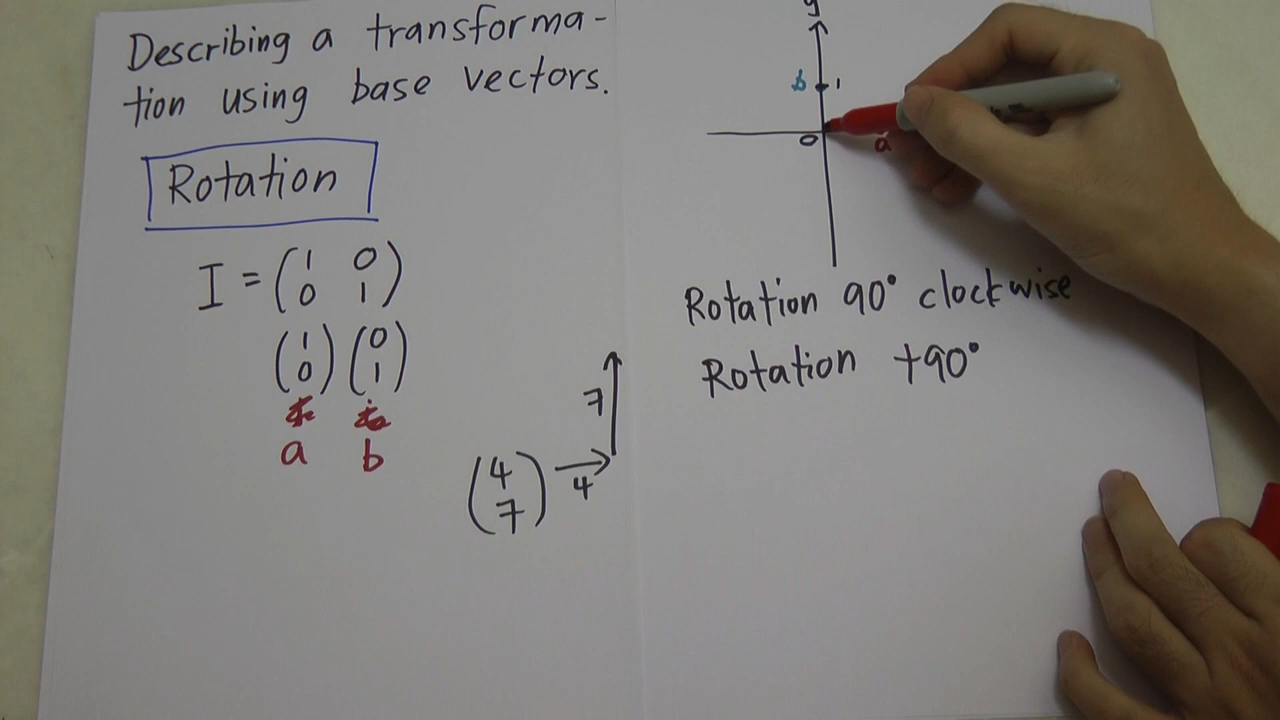 Describing a transforma-
tion using base vectors.
Rotation
I = (1 0
0 1)
(1 0) (0 1)
a b
(4 7)
4
7
y
b 1
0
a
Rotation 90° clockwise
Rotation +90°